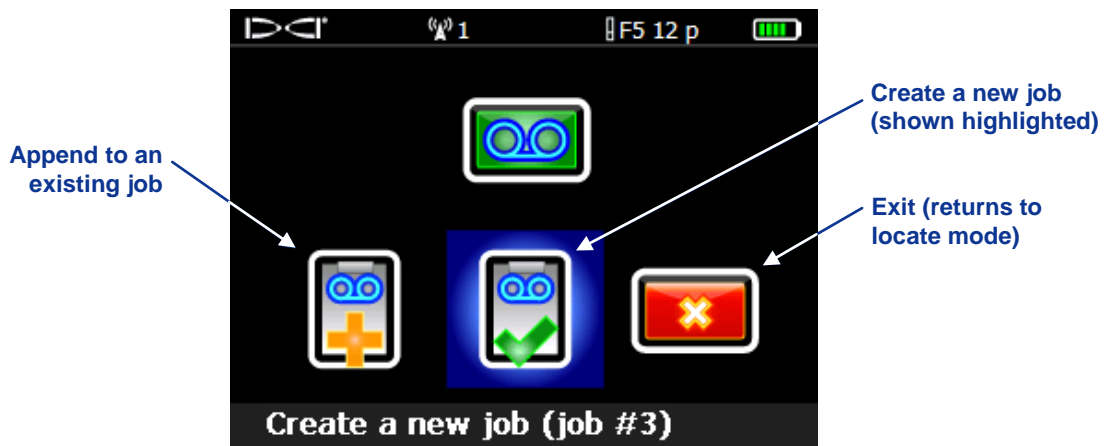 DCI
1
F5 12 p
Create a new job
(shown highlighted)
Append to an
existing job
Exit (returns to
locate mode)
Create a new job (job #3)